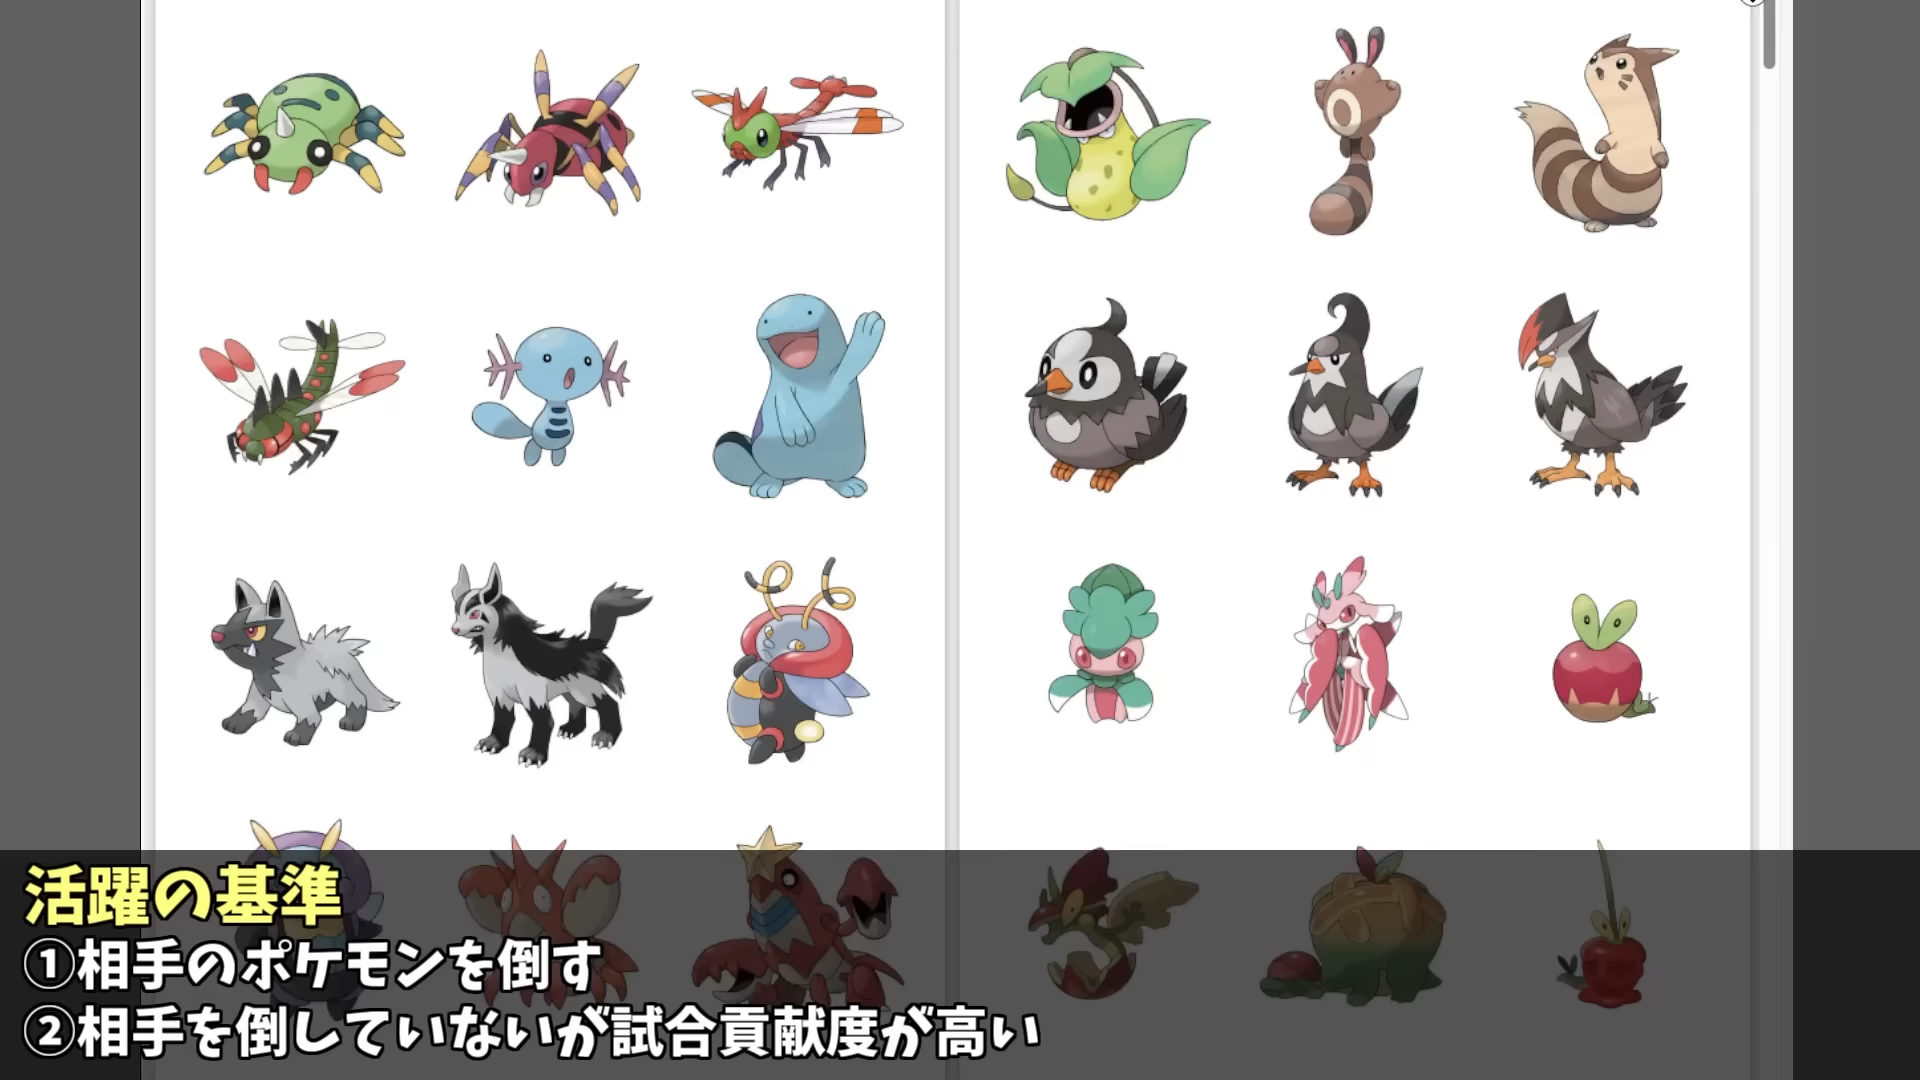 活躍の基準
①相手のポケモンを倒す
②相手を倒していないが試合貢献度が高い